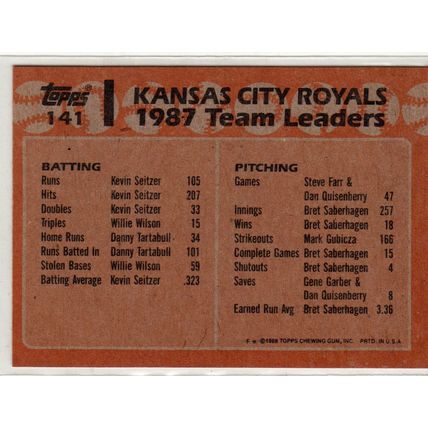 Topps
141
KANSAS CITY ROYALS
1987 Team Leaders
BATTING
Runs Kevin Seitzer 105
Hits Kevin Seitzer 207
Doubles Kevin Seitzer 33
Triples Willie Wilson 15
Home Runs Danny Tartabull 34
Runs Batted In Danny Tartabull 101
Stolen Bases Willie Wilson 59
Batting Average Kevin Seitzer .323
PITCHING
Games Steve Farr &
Dan Quisenberry 47
Innings Bret Saberhagen 257
Wins Bret Saberhagen 18
Strikeouts Mark Gubicza 166
Complete Games Bret Saberhagen 15
Shutouts Bret Saberhagen 4
Saves Gene Garber &
Dan Quisenberry 8
Earned Run Avg Bret Saberhagen 3.36
©1988 TOPPS CHEWING GUM, INC. PRTD. IN U.S.A.